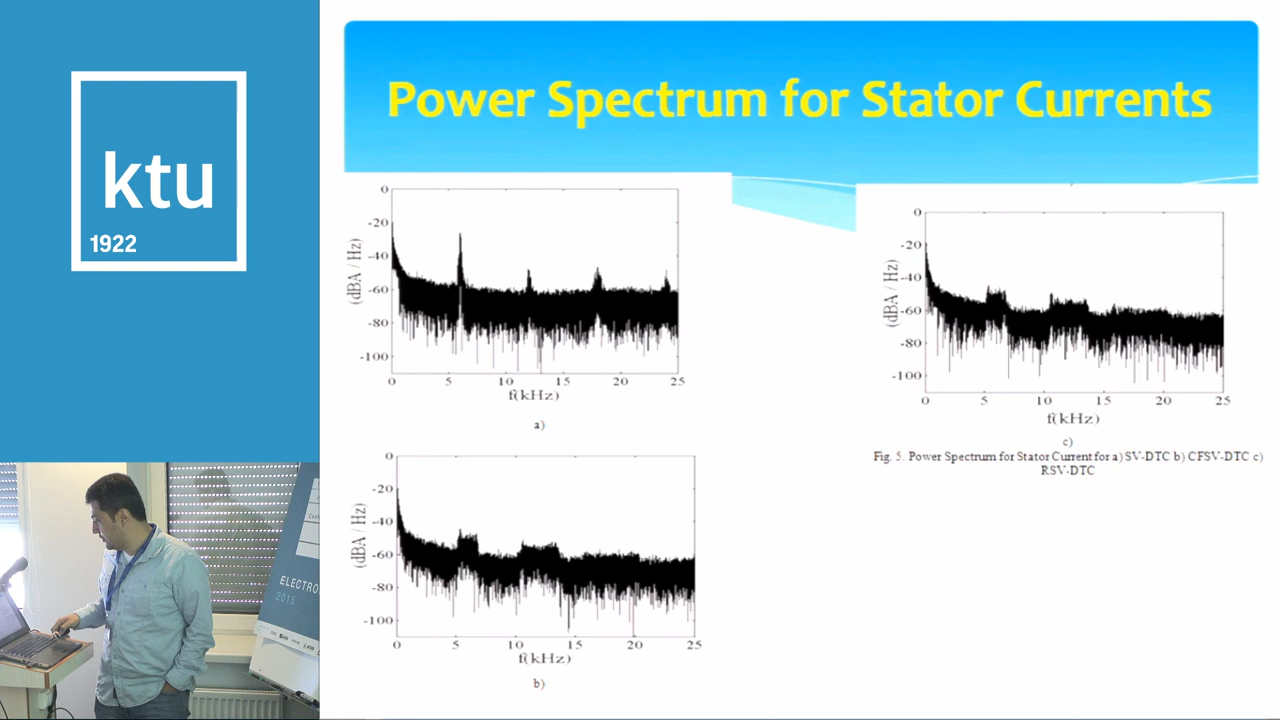 ktu
1922
Power Spectrum for Stator Currents
0
-20
-40
-60
-80
-100
(dBA / Hz)
0 5 10 15 20 25
f(kHz)
a)
0
-20
-40
-60
-80
-100
(dBA / Hz)
0 5 10 15 20 25
f(kHz)
b)
0
-20
-40
-60
-80
-100
(dBA / Hz)
0 5 10 15 20 25
f(kHz)
c)
Fig. 5. Power Spectrum for Stator Current for a) SV-DTC b) CFSV-DTC c)
RSV-DTC
ELECTRO
2015